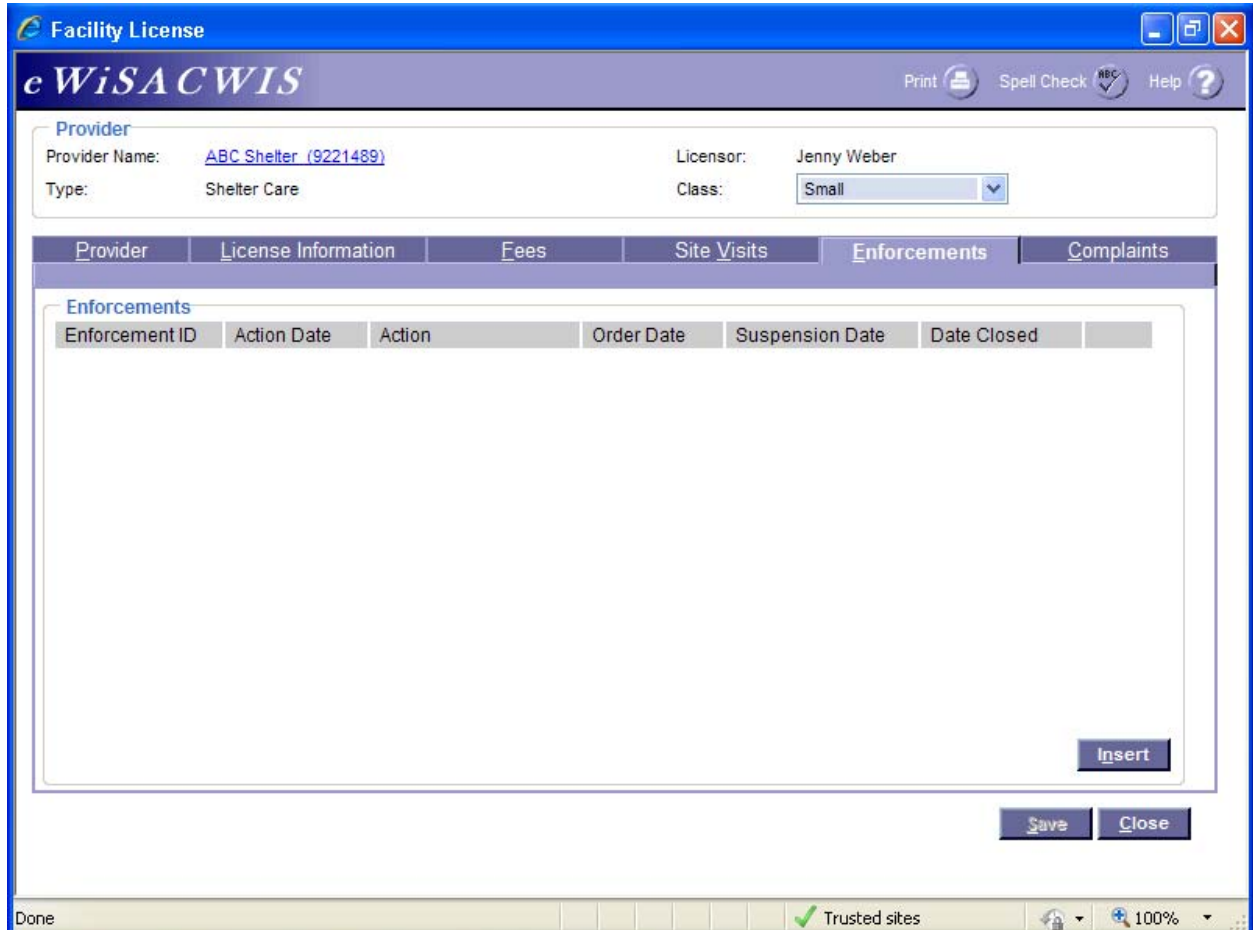 Facility License
eWiSACWIS Print Spell Check ABC Help ?
Provider
Provider Name: ABC Shelter (9221489) Licensor: Jenny Weber
Type: Shelter Care Class: Small
Provider License Information Fees Site Visits Enforcements Complaints
Enforcements
Enforcement ID Action Date Action Order Date Suspension Date Date Closed
Insert
Save Close
Done Trusted sites 100%